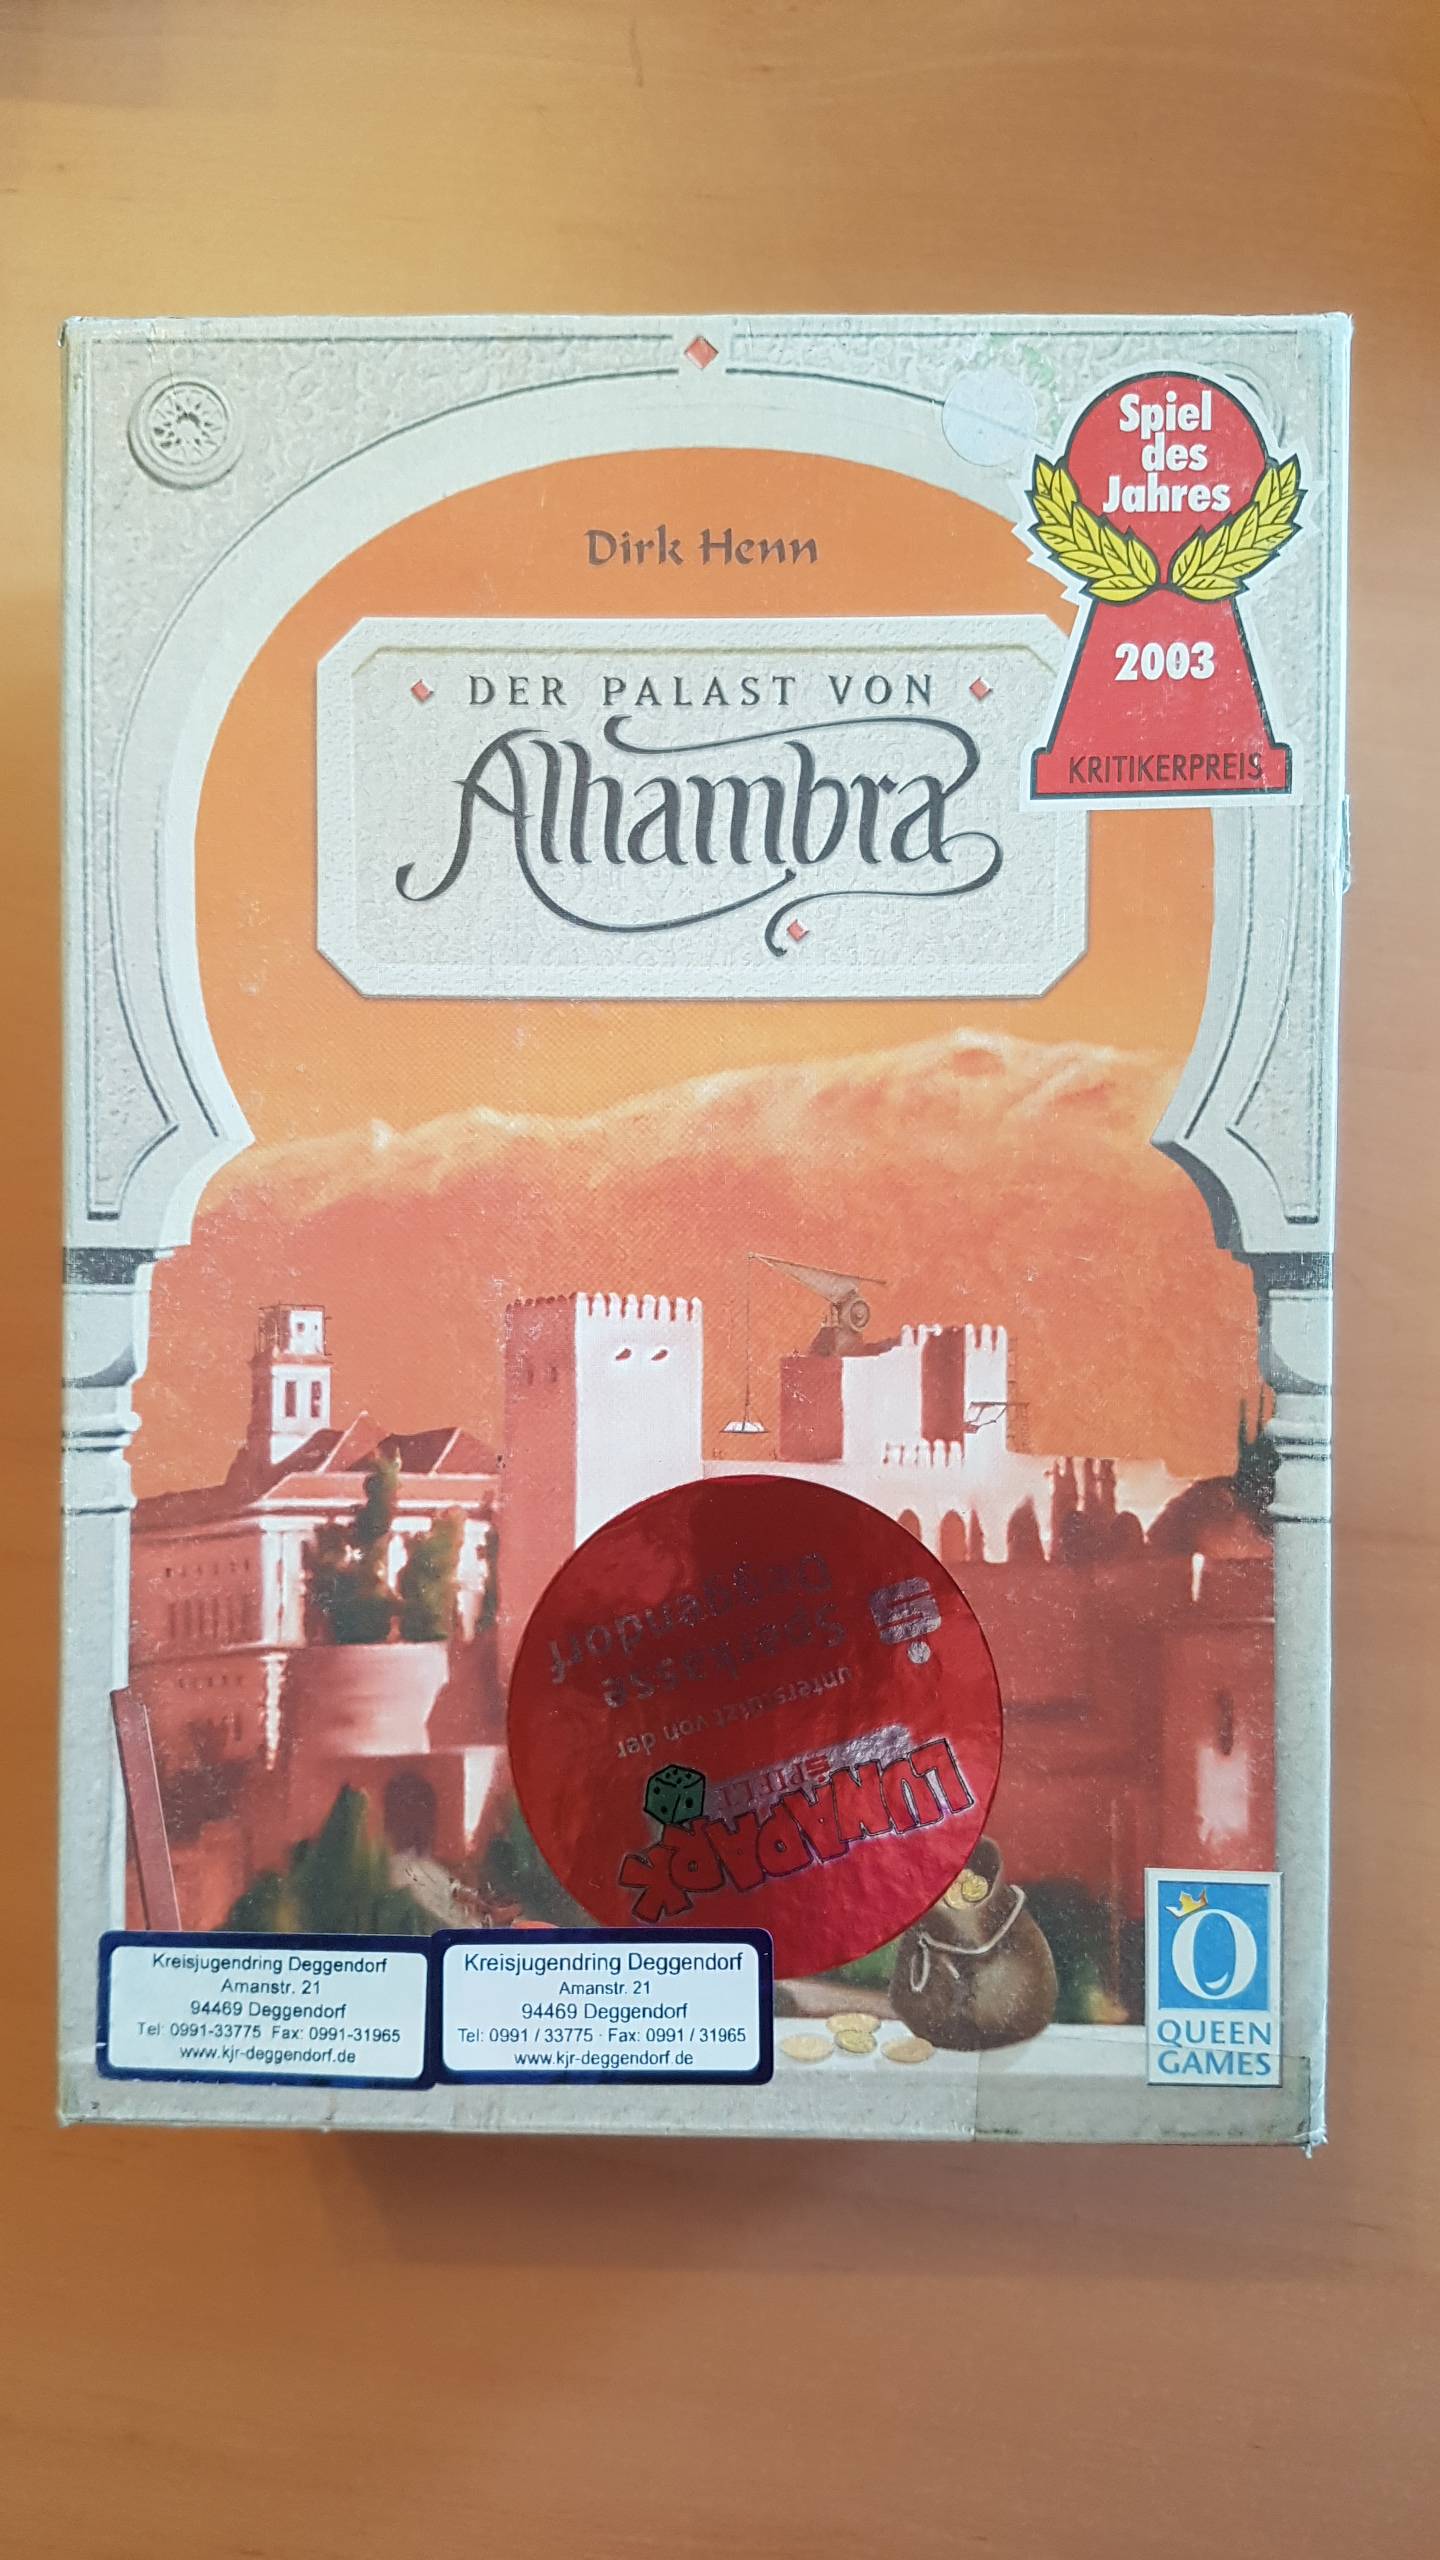 Spiel
des
Jahres
2003
KRITIKERPREIS
Dirk Henn
DER PALAST VON
Alhambra
LUNAPARK
SPIELT
unterstützt von der
Sparkasse
Deggendorf
Kreisjugendring Deggendorf
Amanstr. 21
94469 Deggendorf
Tel: 0991-33775 Fax: 0991-31965
www.kjr-deggendorf.de
Kreisjugendring Deggendorf
Amanstr. 21
94469 Deggendorf
Tel: 0991 / 33775 · Fax: 0991 / 31965
www.kjr-deggendorf.de
Q
QUEEN
GAMES